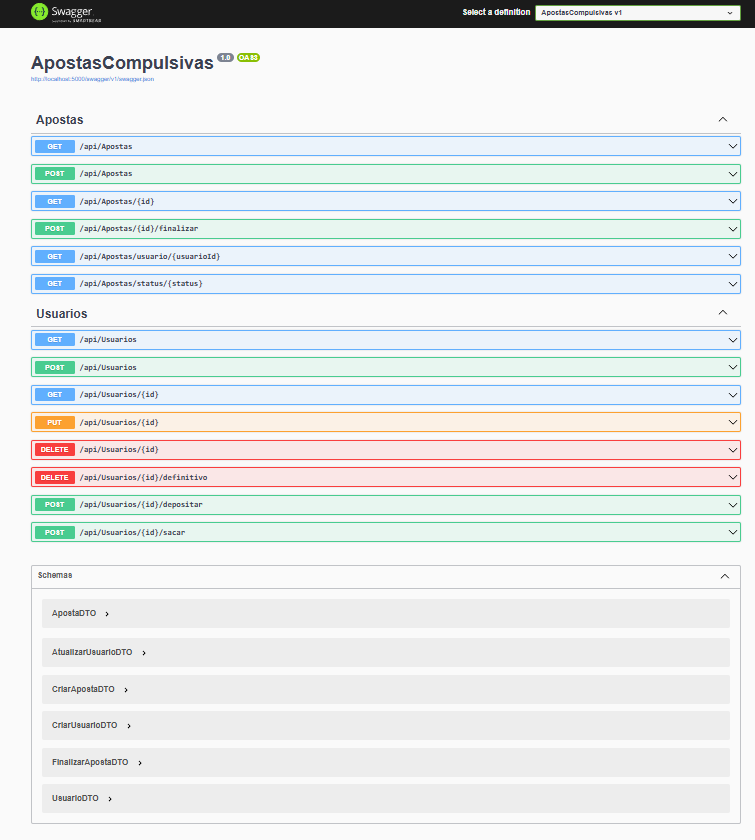 Swagger
Select a definition
ApostasCompulsivas v1
ApostasCompulsivas 1.0 OAS3
http://localhost:5000/swagger/v1/swagger.json
Apostas
GET /api/Apostas
POST /api/Apostas
GET /api/Apostas/{id}
POST /api/Apostas/{id}/finalizar
GET /api/Apostas/usuario/{usuarioId}
GET /api/Apostas/status/{status}
Usuarios
GET /api/Usuarios
POST /api/Usuarios
GET /api/Usuarios/{id}
PUT /api/Usuarios/{id}
DELETE /api/Usuarios/{id}
DELETE /api/Usuarios/{id}/definitivo
POST /api/Usuarios/{id}/depositar
POST /api/Usuarios/{id}/sacar
Schemas
ApostaDTO
AtualizarUsuarioDTO
CriarApostaDTO
CriarUsuarioDTO
FinalizarApostaDTO
UsuarioDTO